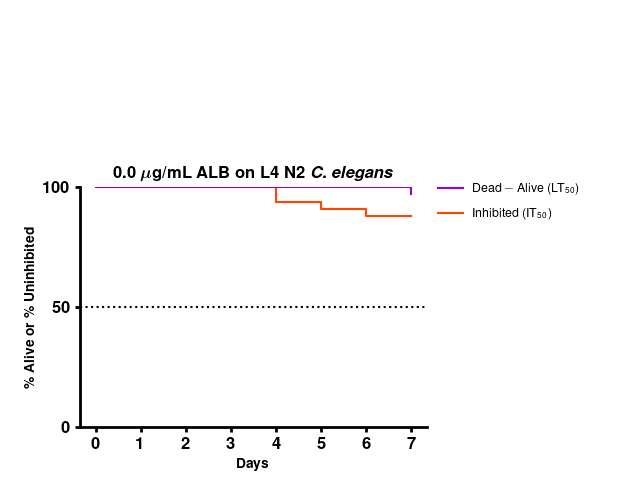 0.0 μg/mL ALB on L4 N2 C. elegans
% Alive or % Uninhibited
100
50
0
0 1 2 3 4 5 6 7
Days
Dead − Alive (LT₅₀)
Inhibited (IT₅₀)